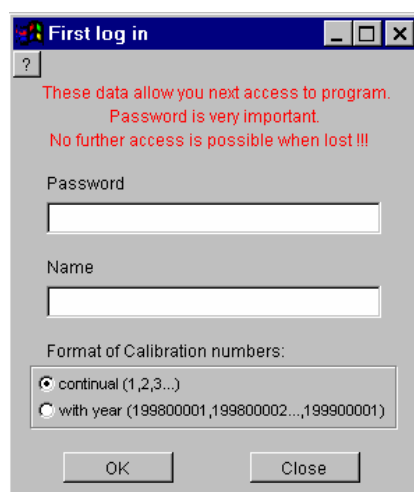 First log in
?
These data allow you next access to program.
Password is very important.
No further access is possible when lost !!!
Password
Name
Format of Calibration numbers:
continual (1,2,3...)
with year (199800001,199800002...,199900001)
OK Close